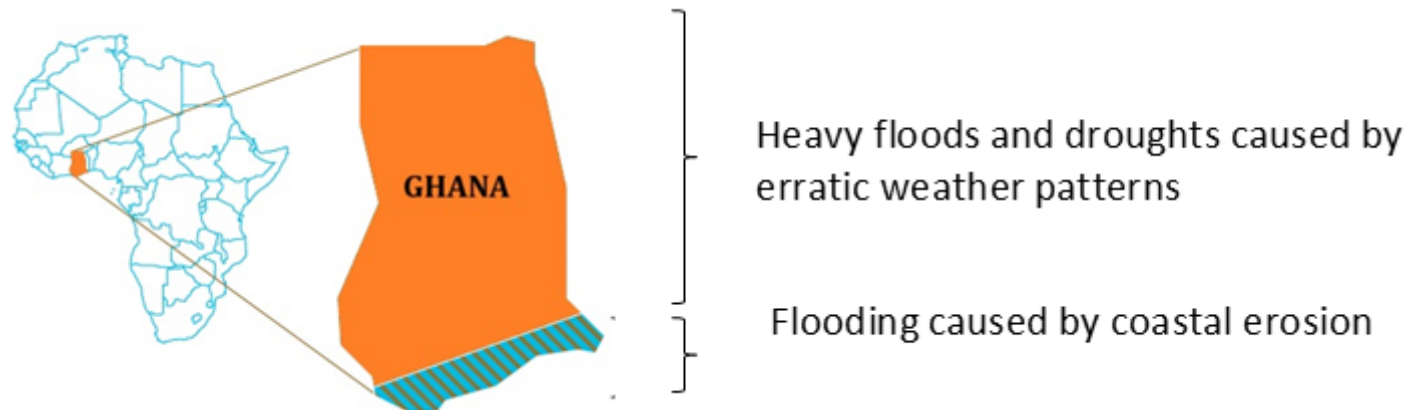 GHANA
Heavy floods and droughts caused by
erratic weather patterns
Flooding caused by coastal erosion